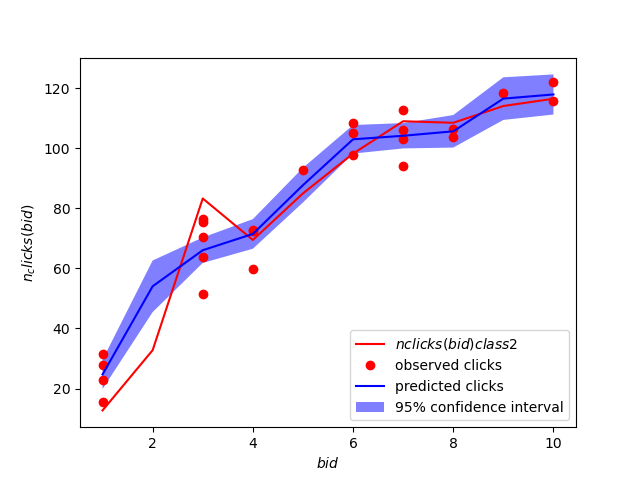 120
100
80
60
40
20
n_clicks(bid)
2
4
6
8
10
bid
nclicks(bid)class2
observed clicks
predicted clicks
95% confidence interval